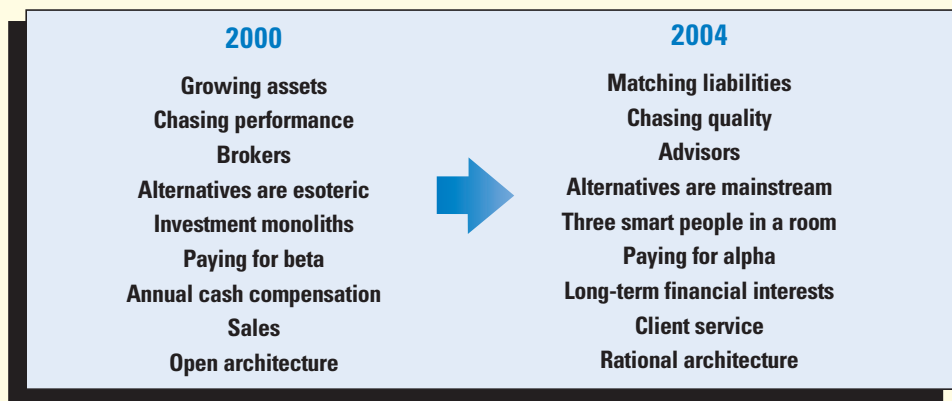 2000
Growing assets
Chasing performance
Brokers
Alternatives are esoteric
Investment monoliths
Paying for beta
Annual cash compensation
Sales
Open architecture
2004
Matching liabilities
Chasing quality
Advisors
Alternatives are mainstream
Three smart people in a room
Paying for alpha
Long-term financial interests
Client service
Rational architecture